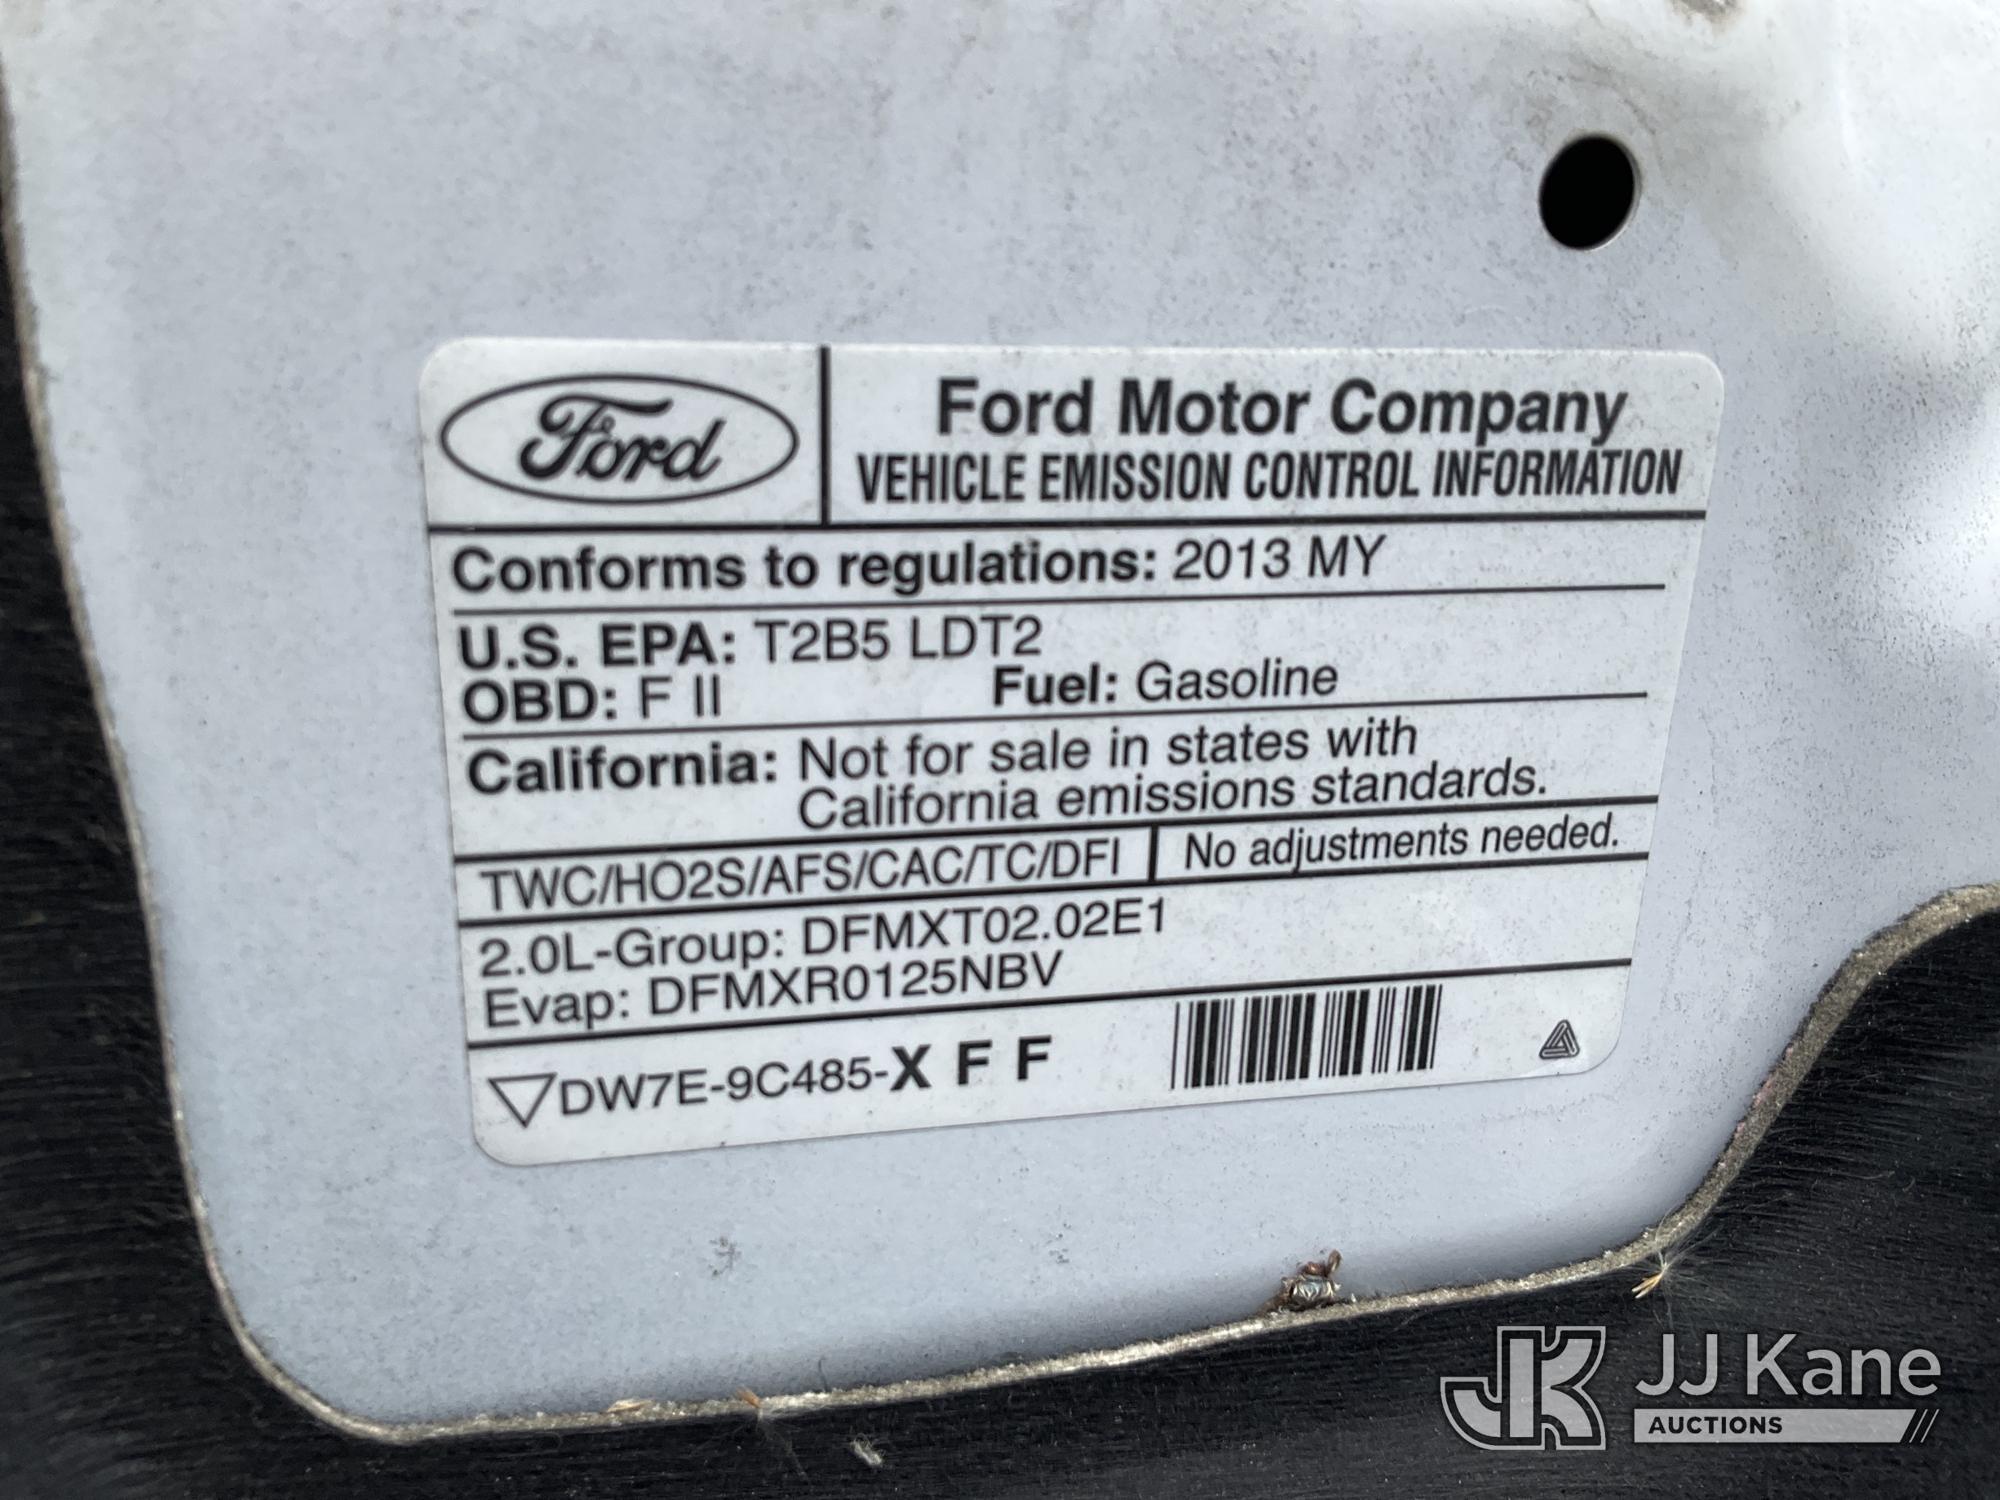 Ford
Ford Motor Company
VEHICLE EMISSION CONTROL INFORMATION
Conforms to regulations: 2013 MY
U.S. EPA: T2B5 LDT2
OBD: F II Fuel: Gasoline
California: Not for sale in states with
California emissions standards.
TWC/HO2S/AFS/CAC/TC/DFI No adjustments needed.
2.0L-Group: DFMXT02.02E1
Evap: DFMXR0125NBV
DW7E-9C485-X F F
JK JJ Kane
AUCTIONS